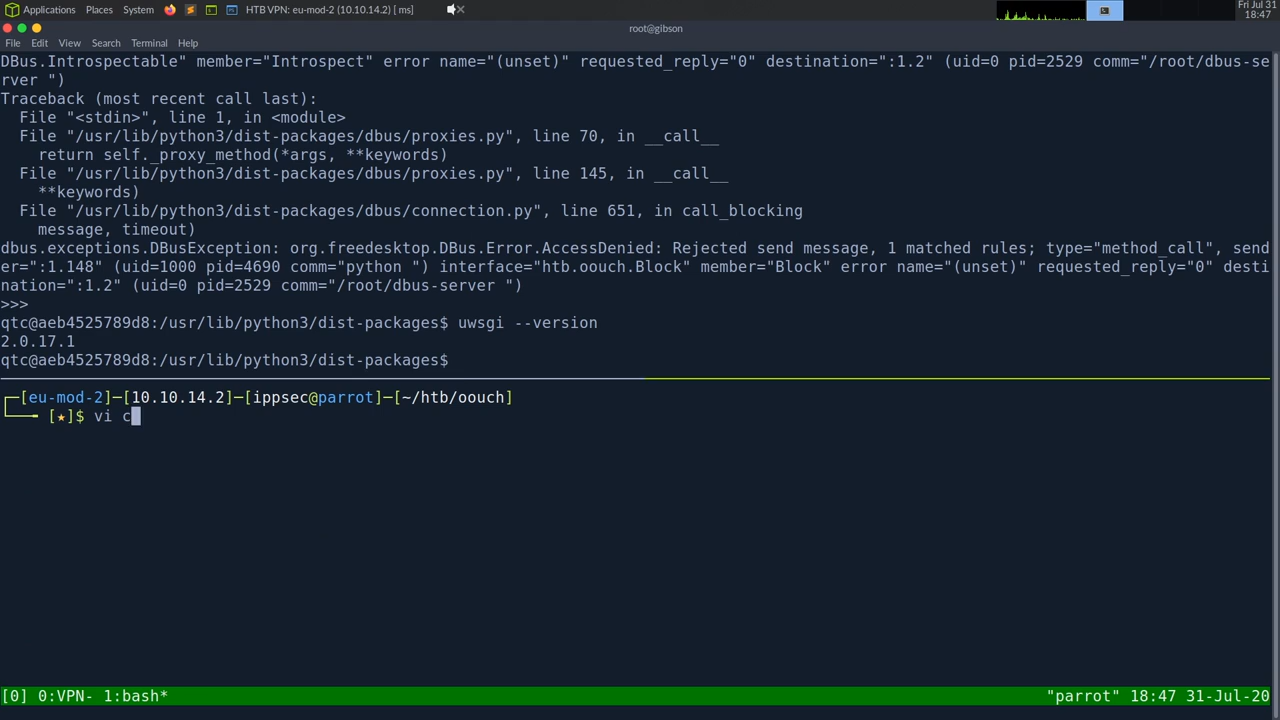 Applications Places System HTB VPN: eu-mod-2 (10.10.14.2) [ ms] Fri Jul 31
18:47
root@gibson
File Edit View Search Terminal Help
DBus.Introspectable" member="Introspect" error name="(unset)" requested_reply="0" destination=":1.2" (uid=0 pid=2529 comm="/root/dbus-se
rver ")
Traceback (most recent call last):
  File "<stdin>", line 1, in <module>
  File "/usr/lib/python3/dist-packages/dbus/proxies.py", line 70, in __call__
    return self._proxy_method(*args, **keywords)
  File "/usr/lib/python3/dist-packages/dbus/proxies.py", line 145, in __call__
    **keywords)
  File "/usr/lib/python3/dist-packages/dbus/connection.py", line 651, in call_blocking
    message, timeout)
dbus.exceptions.DBusException: org.freedesktop.DBus.Error.AccessDenied: Rejected send message, 1 matched rules; type="method_call", send
er=":1.148" (uid=1000 pid=4690 comm="python ") interface="htb.oouch.Block" member="Block" error name="(unset)" requested_reply="0" desti
nation=":1.2" (uid=0 pid=2529 comm="/root/dbus-server ")
>>>
qtc@aeb4525789d8:/usr/lib/python3/dist-packages$ uwsgi --version
2.0.17.1
qtc@aeb4525789d8:/usr/lib/python3/dist-packages$
┌─[eu-mod-2]─[10.10.14.2]─[ippsec@parrot]─[~/htb/oouch]
└──╼ [★]$ vi c
[0] 0:VPN- 1:bash* "parrot" 18:47 31-Jul-20